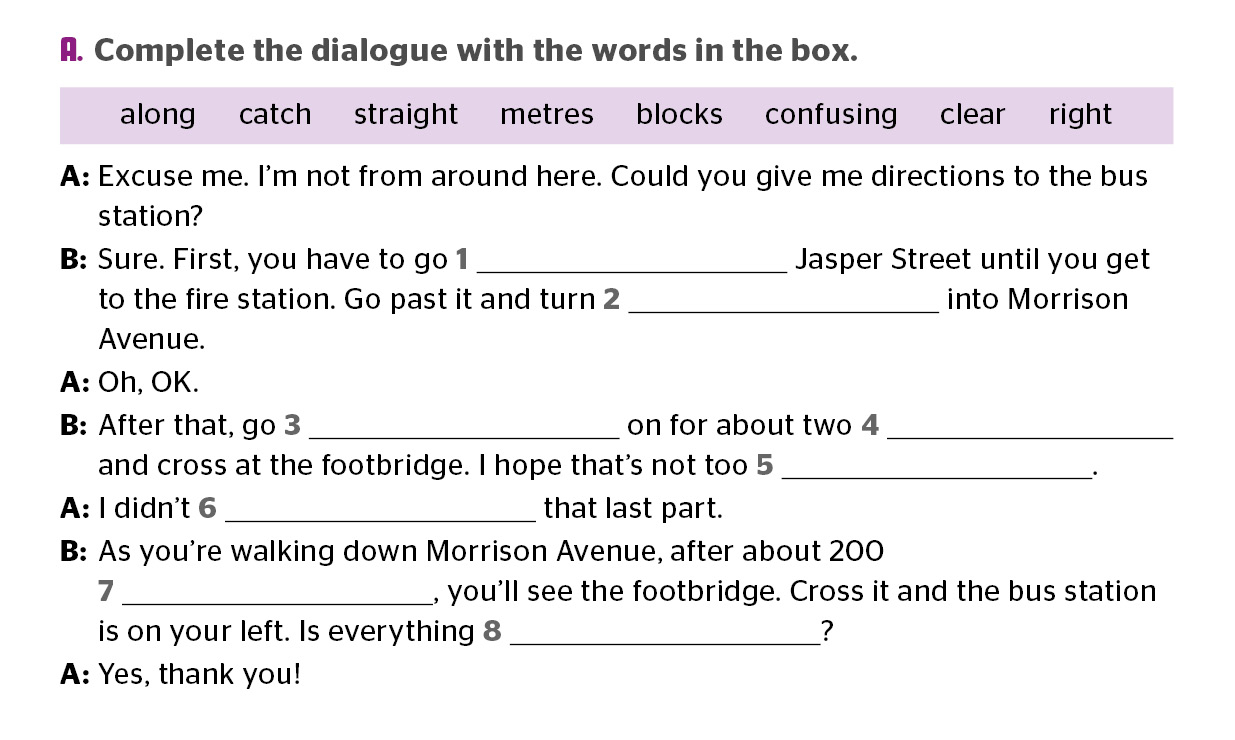 A. Complete the dialogue with the words in the box.
along catch straight metres blocks confusing clear right
A: Excuse me. I’m not from around here. Could you give me directions to the bus
station?
B: Sure. First, you have to go 1 ____________________ Jasper Street until you get
to the fire station. Go past it and turn 2 ____________________ into Morrison
Avenue.
A: Oh, OK.
B: After that, go 3 ____________________ on for about two 4 ____________________
and cross at the footbridge. I hope that’s not too 5 ____________________.
A: I didn’t 6 ____________________ that last part.
B: As you’re walking down Morrison Avenue, after about 200
7 ____________________, you’ll see the footbridge. Cross it and the bus station
is on your left. Is everything 8 ____________________?
A: Yes, thank you!